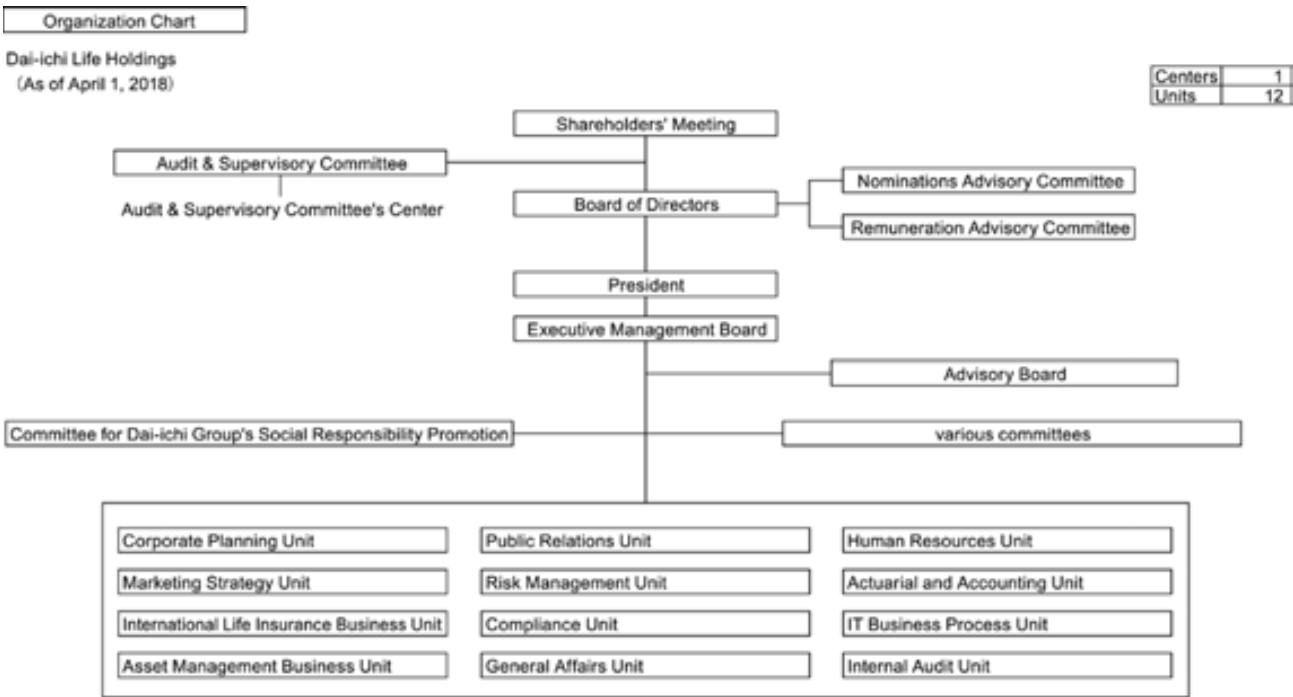 Organization Chart
Dai-ichi Life Holdings
(As of April 1, 2018)
Centers 1
Units 12
Shareholders' Meeting
Audit & Supervisory Committee
Audit & Supervisory Committee's Center
Board of Directors
Nominations Advisory Committee
Remuneration Advisory Committee
President
Executive Management Board
Advisory Board
Committee for Dai-ichi Group's Social Responsibility Promotion
various committees
Corporate Planning Unit
Public Relations Unit
Human Resources Unit
Marketing Strategy Unit
Risk Management Unit
Actuarial and Accounting Unit
International Life Insurance Business Unit
Compliance Unit
IT Business Process Unit
Asset Management Business Unit
General Affairs Unit
Internal Audit Unit